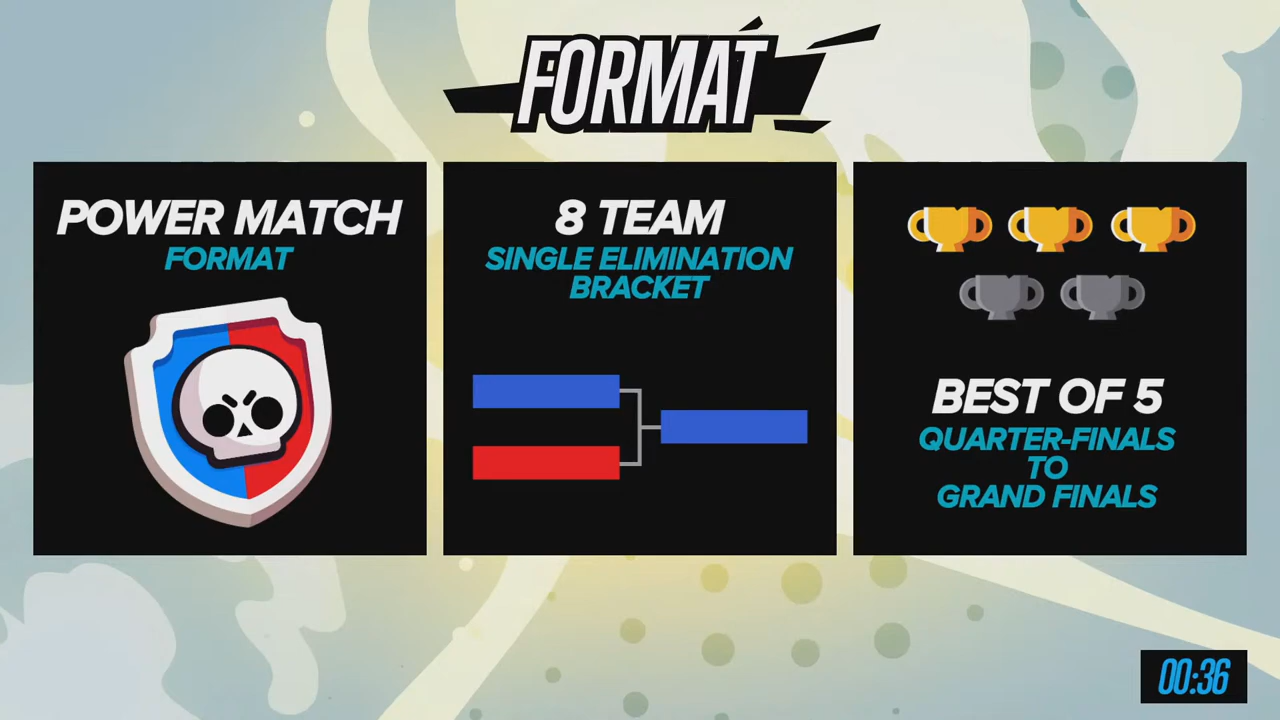 FORMAT
POWER MATCH
FORMAT
8 TEAM
SINGLE ELIMINATION
BRACKET
BEST OF 5
QUARTER-FINALS
TO
GRAND FINALS
00:36